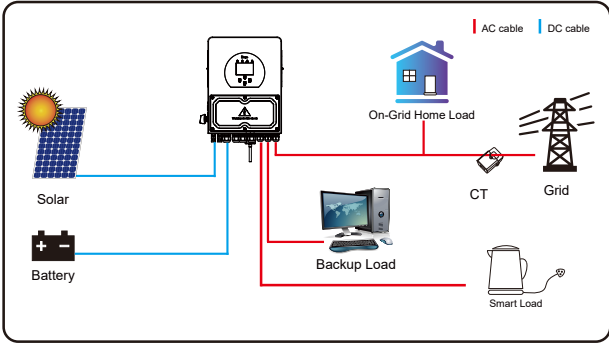 AC cable DC cable
On-Grid Home Load
CT
Grid
Solar
Backup Load
Battery
Smart Load